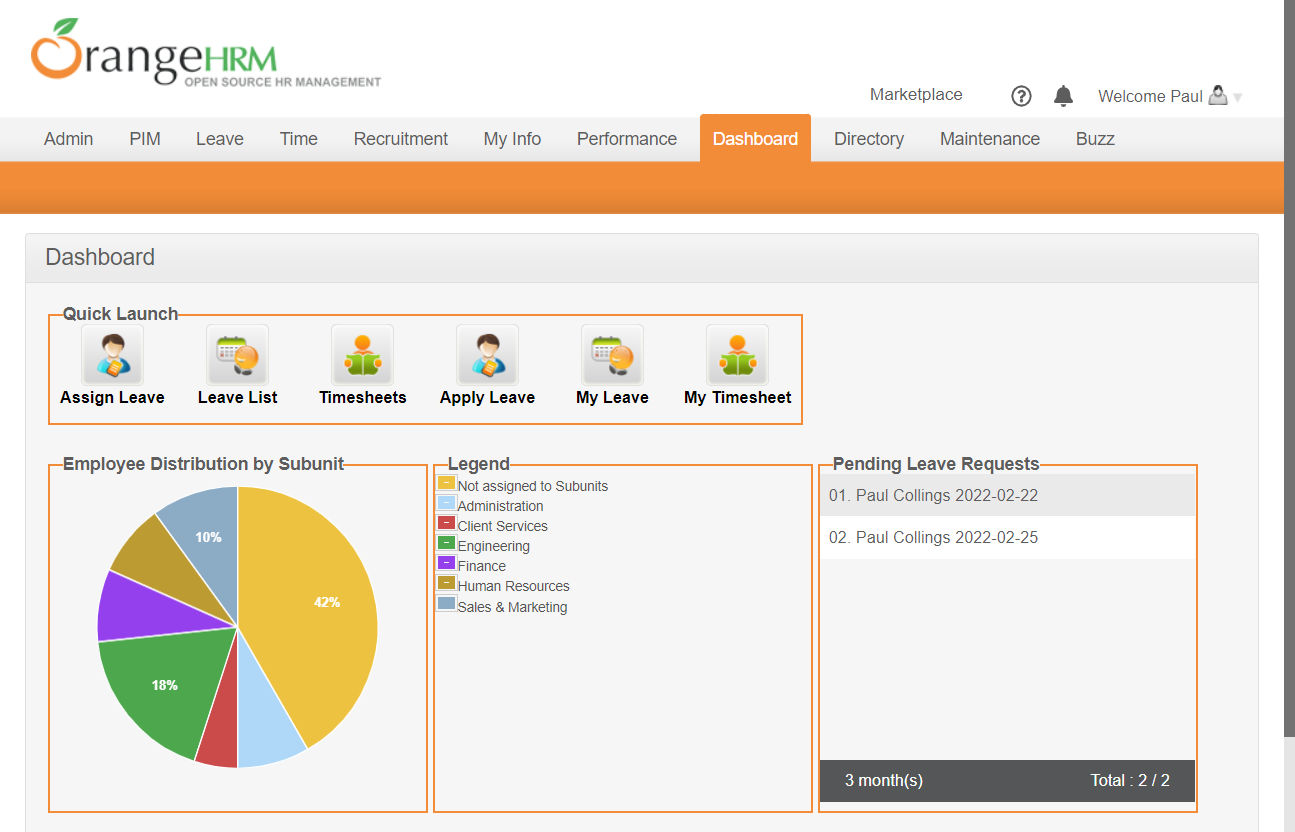 OrangeHRM
OPEN SOURCE HR MANAGEMENT
Marketplace
Welcome Paul
Admin PIM Leave Time Recruitment My Info Performance Dashboard Directory Maintenance Buzz
Dashboard
Quick Launch
Assign Leave Leave List Timesheets Apply Leave My Leave My Timesheet
Employee Distribution by Subunit
10%
42%
18%
Legend
Not assigned to Subunits
Administration
Client Services
Engineering
Finance
Human Resources
Sales & Marketing
Pending Leave Requests
01. Paul Collings 2022-02-22
02. Paul Collings 2022-02-25
3 month(s) Total : 2 / 2